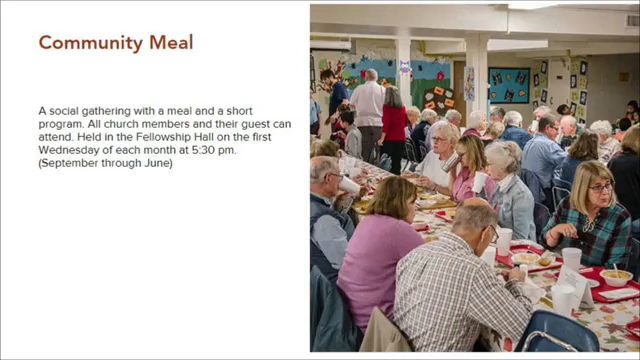 Community Meal
A social gathering with a meal and a short
program. All church members and their guest can
attend. Held in the Fellowship Hall on the first
Wednesday of each month at 5:30 pm.
(September through June)